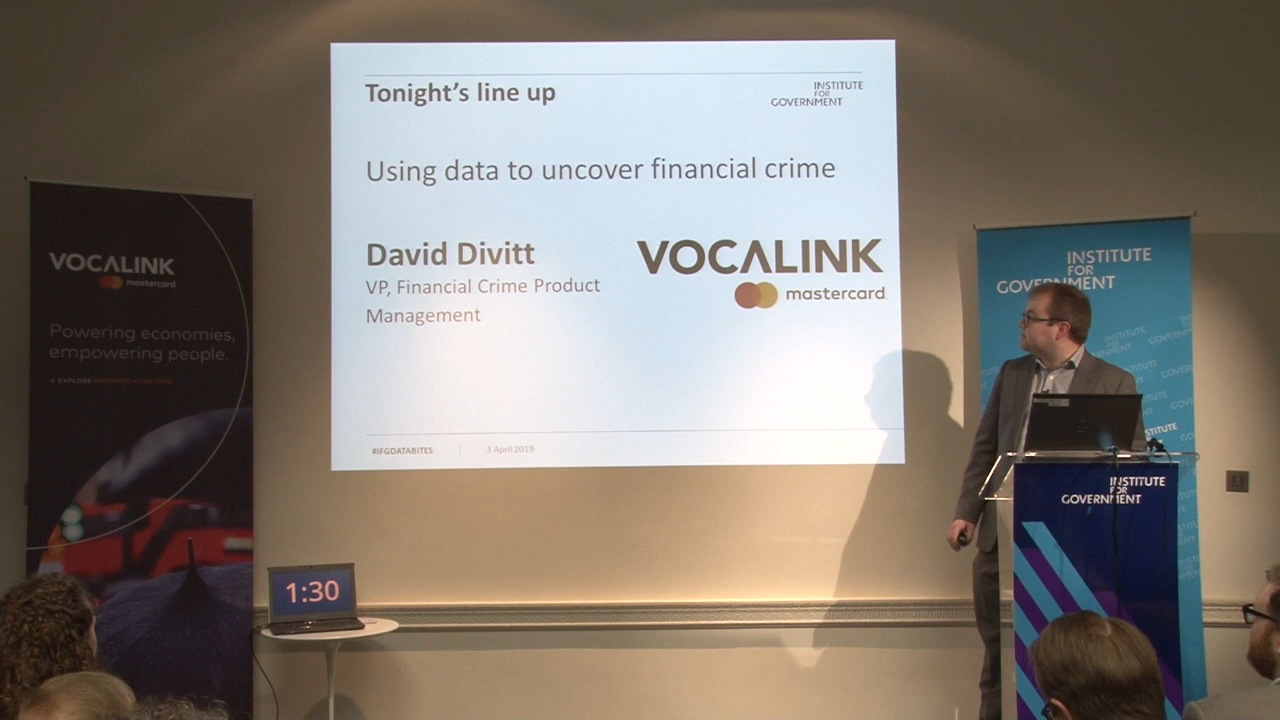 Tonight's line up
INSTITUTE
FOR
GOVERNMENT
Using data to uncover financial crime
David Divitt
VP, Financial Crime Product
Management
VOCALINK
mastercard
#IFGDATABITES
3 April 2019
VOCALINK
mastercard
Powering economies,
empowering people.
EXPLORE
1:30
INSTITUTE
FOR
GOVERNMENT
INSTITUTE
FOR
GOVERNMENT